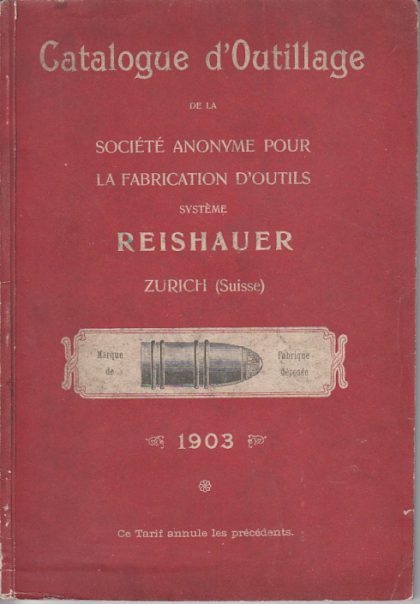 Catalogue d'Outillage
DE LA
SOCIÉTÉ ANONYME POUR
LA FABRICATION D'OUTILS
SYSTÈME
REISHAUER
ZURICH (Suisse)
Marque Fabrique
de déposée
1903
Ce Tarif annule les précédents.